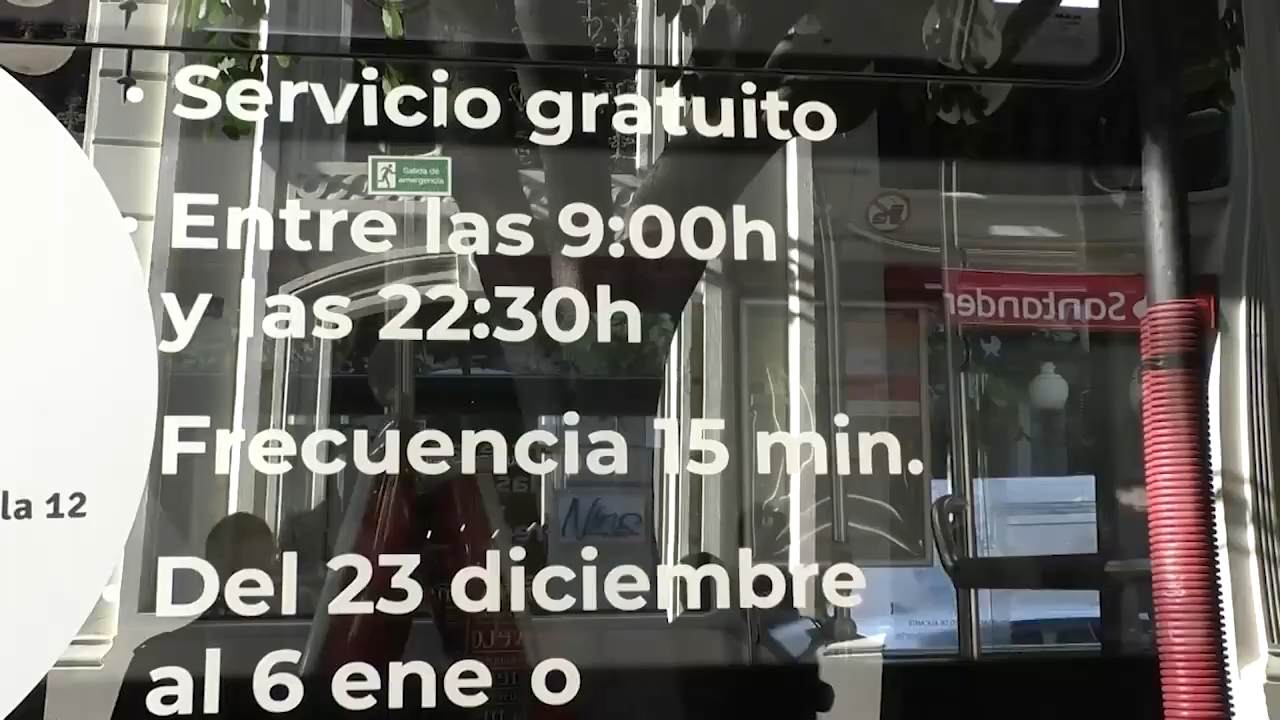 • Servicio gratuito
Salida de
emergencia
• Entre las 9:00h
y las 22:30h
Santander
Frecuencia 15 min.
la 12
Del 23 diciembre
al 6 ene o